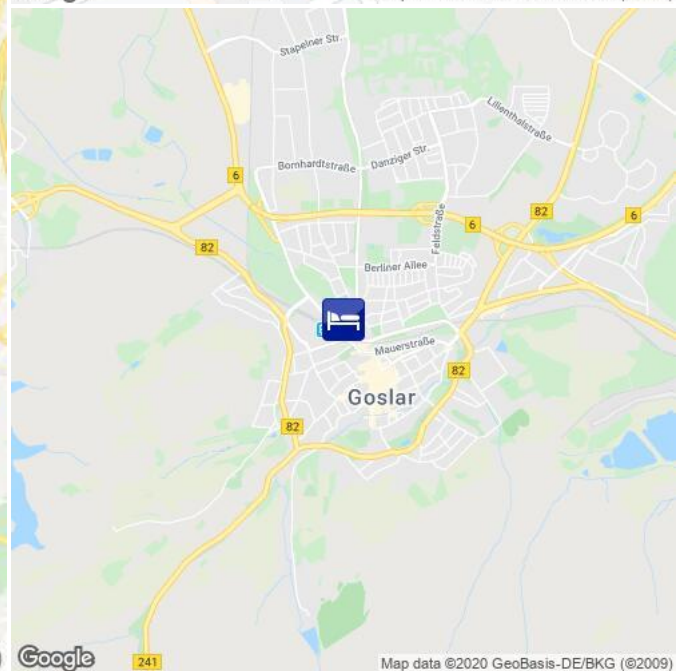 Stapelner Str.
Lilienthalstraße
Danziger Str.
Bornhardtstraße
6
82
Feldstraße
6
6
82
Berliner Allee
Mauerstraße
82
Goslar
82
241
Google
Map data ©2020 GeoBasis-DE/BKG (©2009)